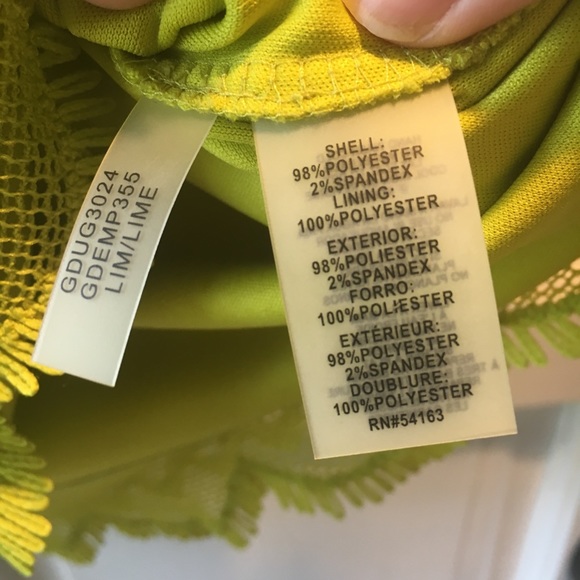 GDUG3024
GDEMP355
LIM/LIME
SHELL:
98%POLYESTER
2%SPANDEX
LINING:
100%POLYESTER
EXTERIOR:
98%POLIESTER
2%SPANDEX
FORRO:
100%POLIESTER
EXTÉRIEUR:
98%POLYESTER
2%SPANDEX
DOUBLURE:
100%POLYESTER
RN#54163